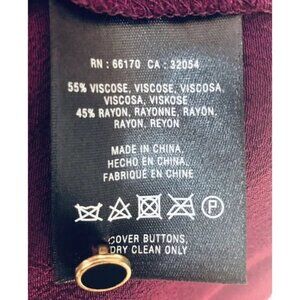 RN : 66170 CA : 32054
55% VISCOSE, VISCOSE, VISCOSA,
VISCOSA, VISKOSE
45% RAYON, RAYONNE, RAYÓN,
RAYON, REYON
MADE IN CHINA,
HECHO EN CHINA,
FABRIQUÉ EN CHINE
P
COVER BUTTONS,
DRY CLEAN ONLY